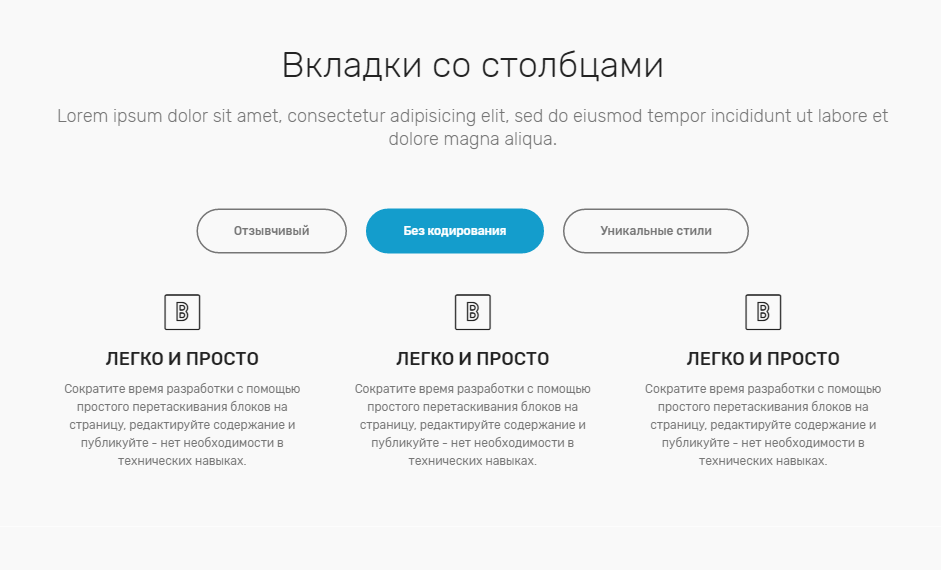 Вкладки со столбцами
Lorem ipsum dolor sit amet, consectetur adipisicing elit, sed do eiusmod tempor incididunt ut labore et
dolore magna aliqua.
Отзывчивый
Без кодирования
Уникальные стили
B
B
B
ЛЕГКО И ПРОСТО
ЛЕГКО И ПРОСТО
ЛЕГКО И ПРОСТО
Сократите время разработки с помощью
простого перетаскивания блоков на
страницу, редактируйте содержание и
публикуйте - нет необходимости в
технических навыках.
Сократите время разработки с помощью
простого перетаскивания блоков на
страницу, редактируйте содержание и
публикуйте - нет необходимости в
технических навыках.
Сократите время разработки с помощью
простого перетаскивания блоков на
страницу, редактируйте содержание и
публикуйте - нет необходимости в
технических навыках.